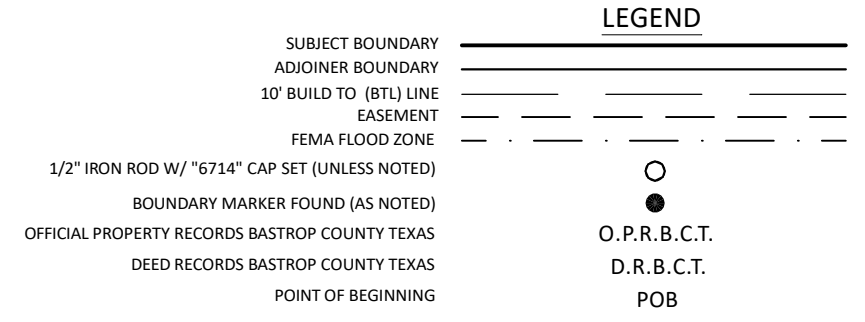 LEGEND
SUBJECT BOUNDARY
ADJOINER BOUNDARY
10' BUILD TO (BTL) LINE
EASEMENT
FEMA FLOOD ZONE
1/2" IRON ROD W/ "6714" CAP SET (UNLESS NOTED)
BOUNDARY MARKER FOUND (AS NOTED)
OFFICIAL PROPERTY RECORDS BASTROP COUNTY TEXAS O.P.R.B.C.T.
DEED RECORDS BASTROP COUNTY TEXAS D.R.B.C.T.
POINT OF BEGINNING POB